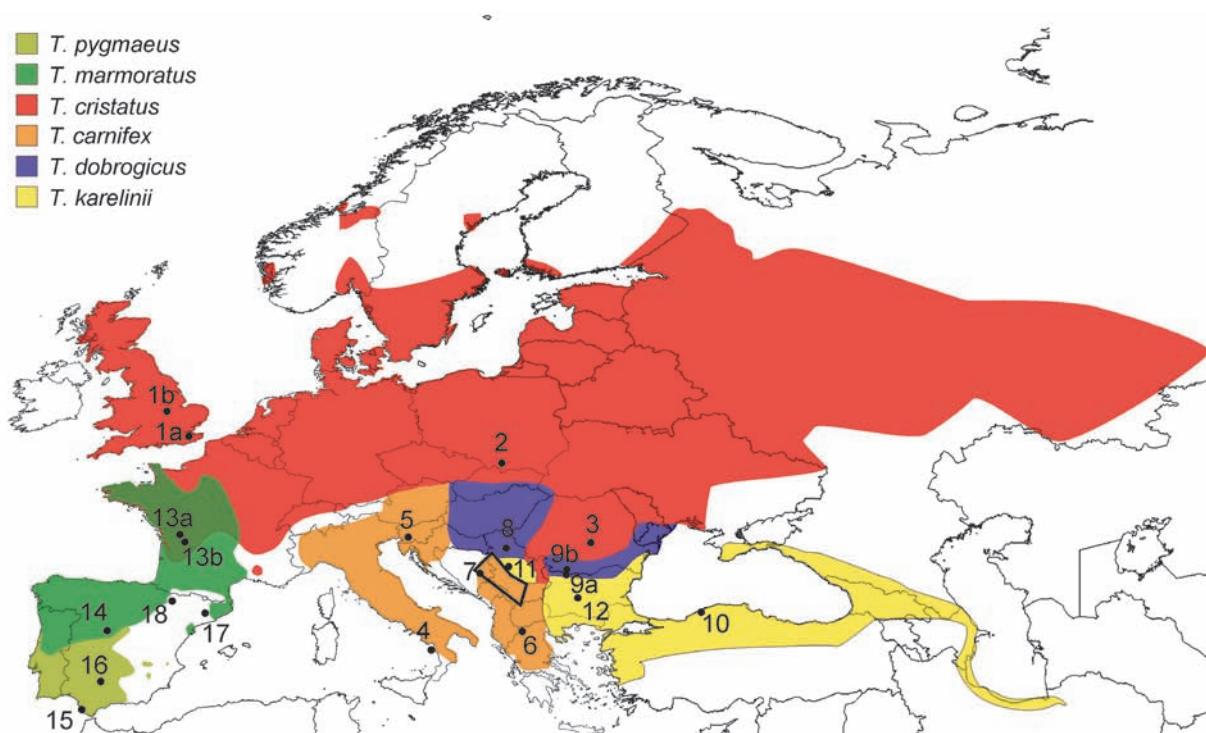 T. pygmaeus
T. marmoratus
T. cristatus
T. carnifex
T. dobrogicus
T. karelinii
1b
1a
2
13a
13b
5
8
3
9b
7
11
9a
12
18
14
17
10
4
6
16
15